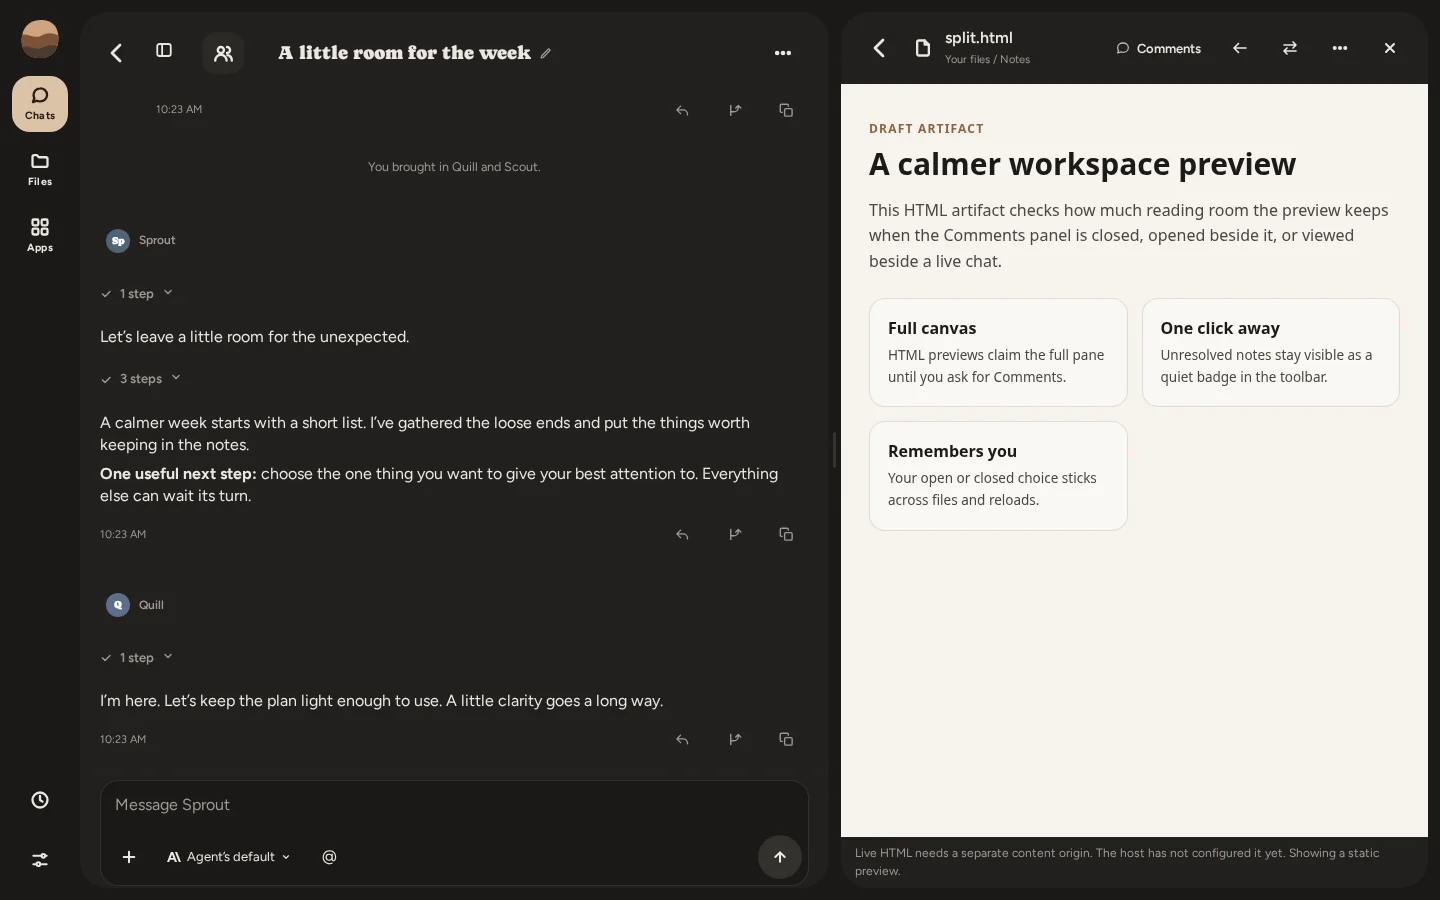 Chats
Files
Apps
A little room for the week
10:23 AM
You brought in Quill and Scout.
Sp Sprout
1 step
Let's leave a little room for the unexpected.
3 steps
A calmer week starts with a short list. I've gathered the loose ends and put the things worth
keeping in the notes.
One useful next step: choose the one thing you want to give your best attention to. Everything
else can wait its turn.
10:23 AM
Q Quill
1 step
I'm here. Let's keep the plan light enough to use. A little clarity goes a long way.
10:23 AM
Message Sprout
Agent's default
@
split.html
Your files / Notes
Comments
DRAFT ARTIFACT
A calmer workspace preview
This HTML artifact checks how much reading room the preview keeps
when the Comments panel is closed, opened beside it, or viewed
beside a live chat.
Full canvas
HTML previews claim the full pane
until you ask for Comments.
One click away
Unresolved notes stay visible as a
quiet badge in the toolbar.
Remembers you
Your open or closed choice sticks
across files and reloads.
Live HTML needs a separate content origin. The host has not configured it yet. Showing a static
preview.